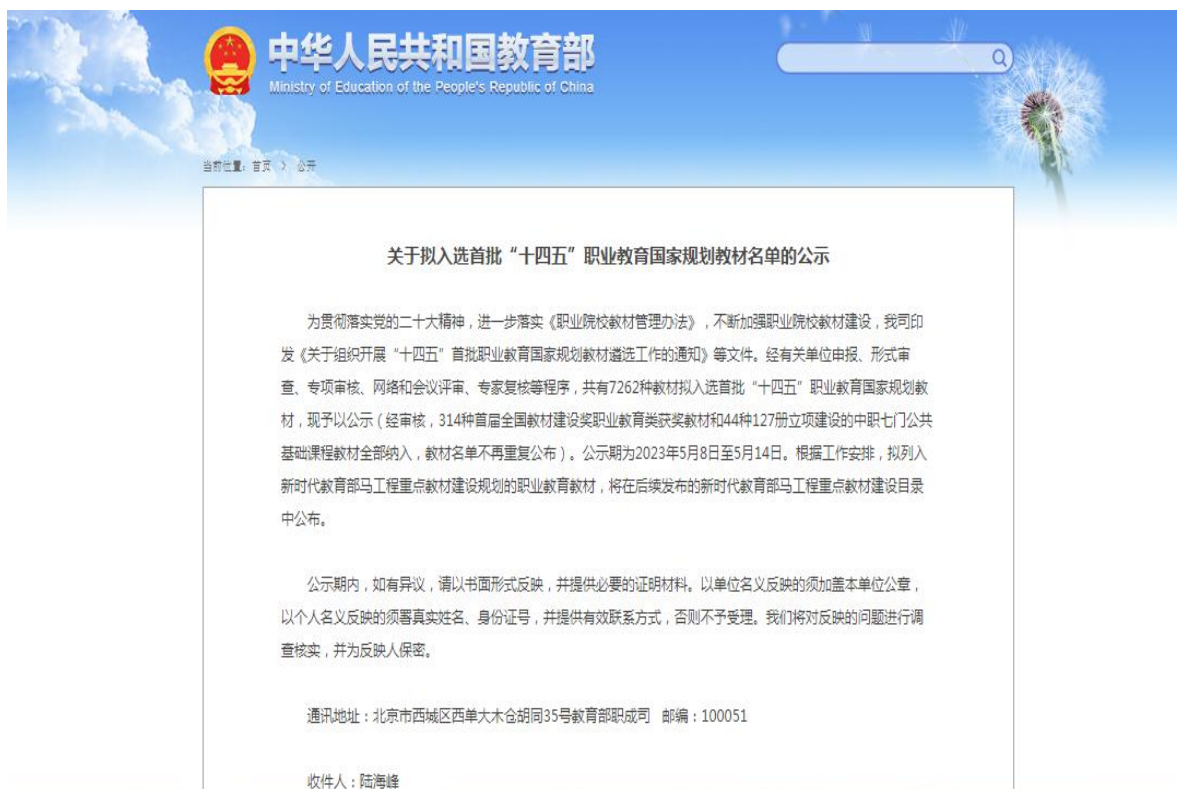 中华人民共和国教育部
Ministry of Education of the People's Republic of China
当前位置：首页 > 公开
关于拟入选首批“十四五”职业教育国家规划教材名单的公示
为贯彻落实党的二十大精神，进一步落实《职业院校教材管理办法》，不断加强职业院校教材建设，我司印
发《关于组织开展“十四五”首批职业教育国家规划教材遴选工作的通知》等文件。经有关单位申报、形式审
查、专项审核、网络和会议评审、专家复核等程序，共有7262种教材拟入选首批“十四五”职业教育国家规划教
材，现予以公示（经审核，314种首届全国教材建设奖职业教育类获奖教材和44种127册立项建设的中职七门公共
基础课程教材全部纳入，教材名单不再重复公布）。公示期为2023年5月8日至5月14日。根据工作安排，拟列入
新时代教育部马工程重点教材建设规划的职业教育教材，将在后续发布的新时代教育部马工程重点教材建设目录
中公布。
公示期内，如有异议，请以书面形式反映，并提供必要的证明材料。以单位名义反映的须加盖本单位公章，
以个人名义反映的须署真实姓名、身份证号，并提供有效联系方式，否则不予受理。我们将对反映的问题进行调
查核实，并为反映人保密。
通讯地址：北京市西城区西单大木仓胡同35号教育部职成司 邮编：100051
收件人：陆海峰